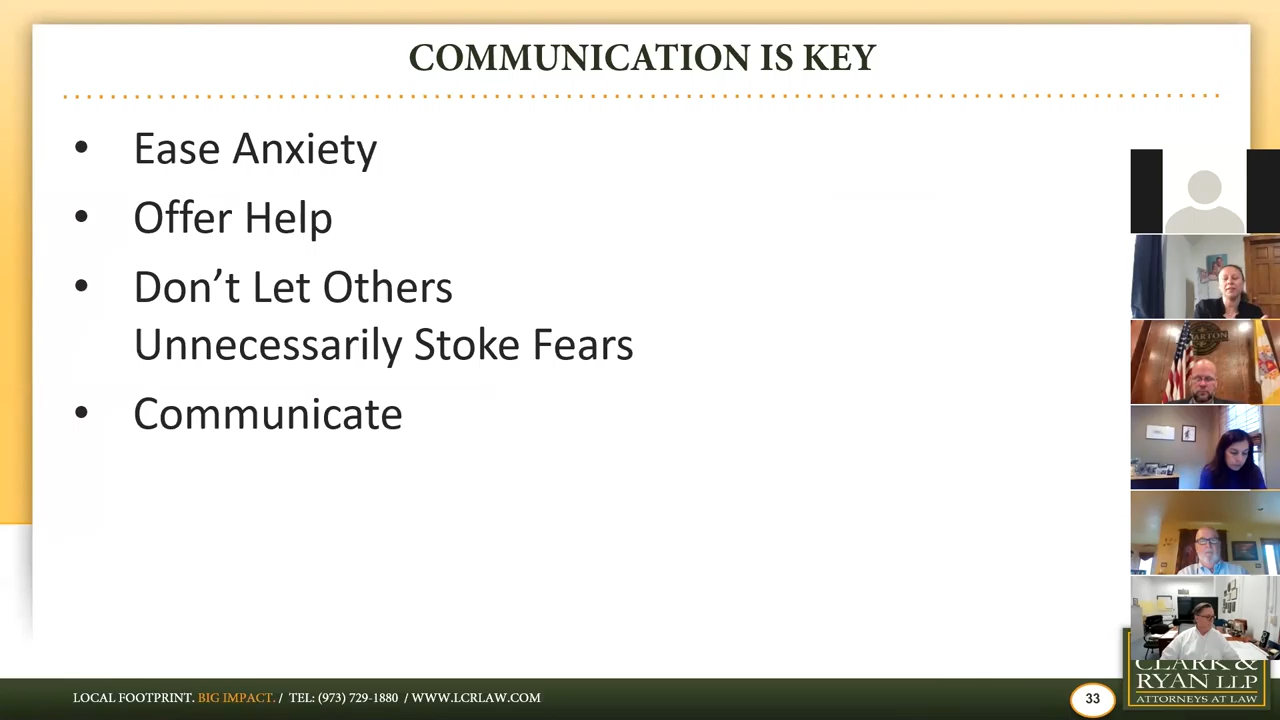 COMMUNICATION IS KEY
• Ease Anxiety
• Offer Help
• Don’t Let Others
Unnecessarily Stoke Fears
• Communicate
LOCAL FOOTPRINT. BIG IMPACT. / TEL: (973) 729-1880 / WWW.LCRLAW.COM
33
CLARK &
RYAN LLP
ATTORNEYS AT LAW